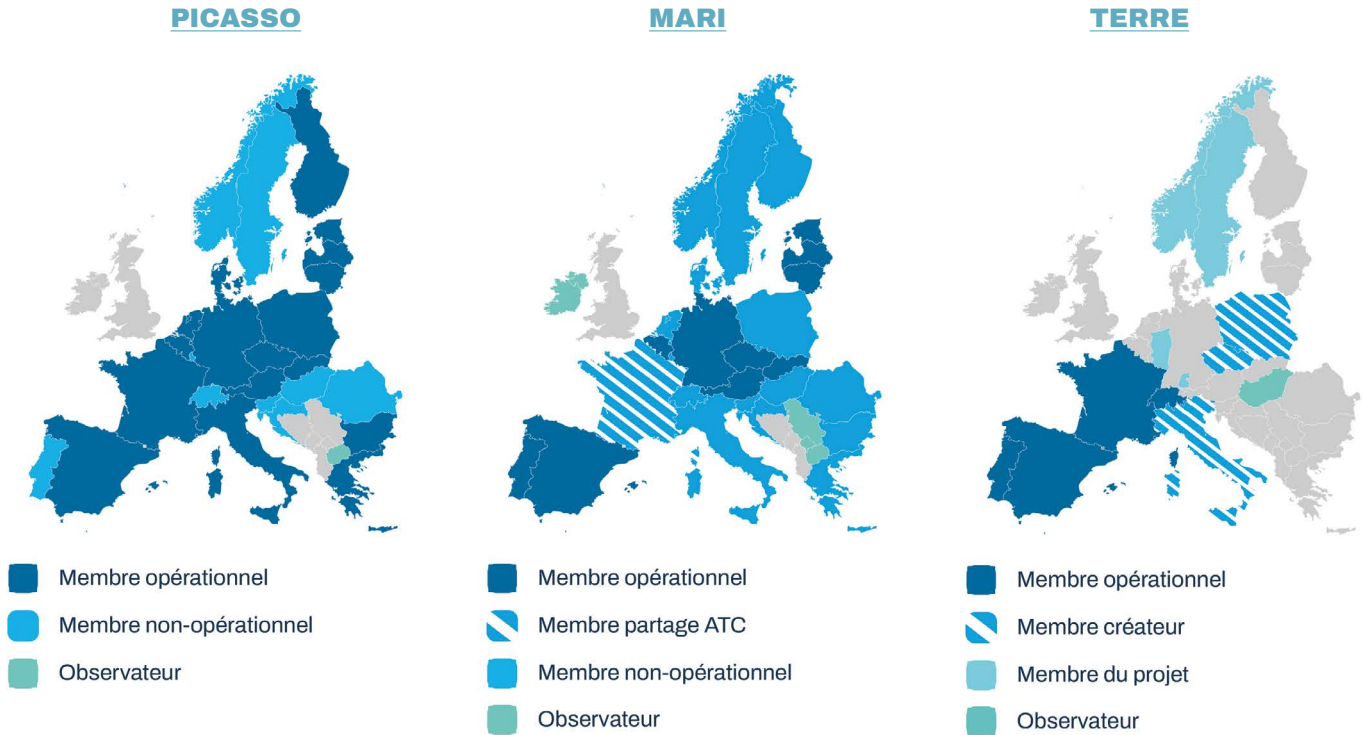 PICASSO
Membre opérationnel
Membre non-opérationnel
Observateur
MARI
Membre opérationnel
Membre partage ATC
Membre non-opérationnel
Observateur
TERRE
Membre opérationnel
Membre créateur
Membre du projet
Observateur